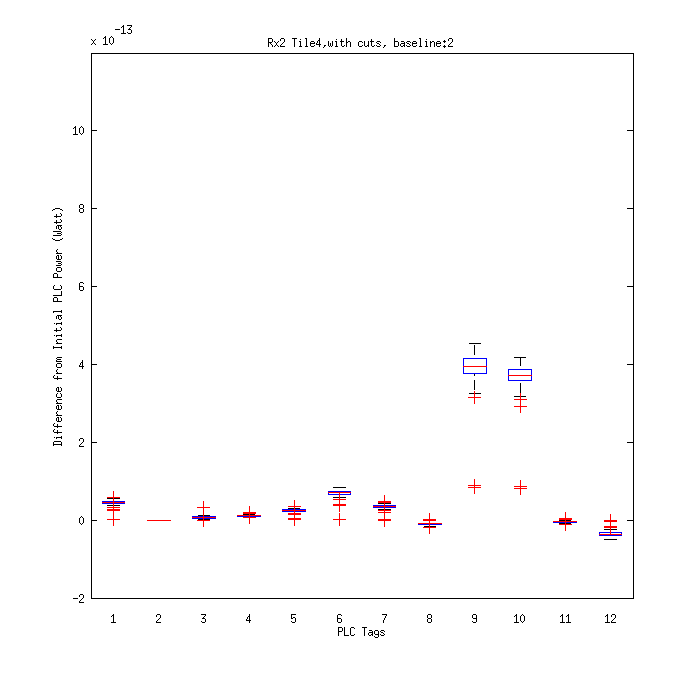 x 10-13
Rx2 Tile4,with cuts, baseline:2
10
8
6
4
2
0
-2
Difference from Initial PLC Power (Watt)
1 2 3 4 5 6 7 8 9 10 11 12
PLC Tags